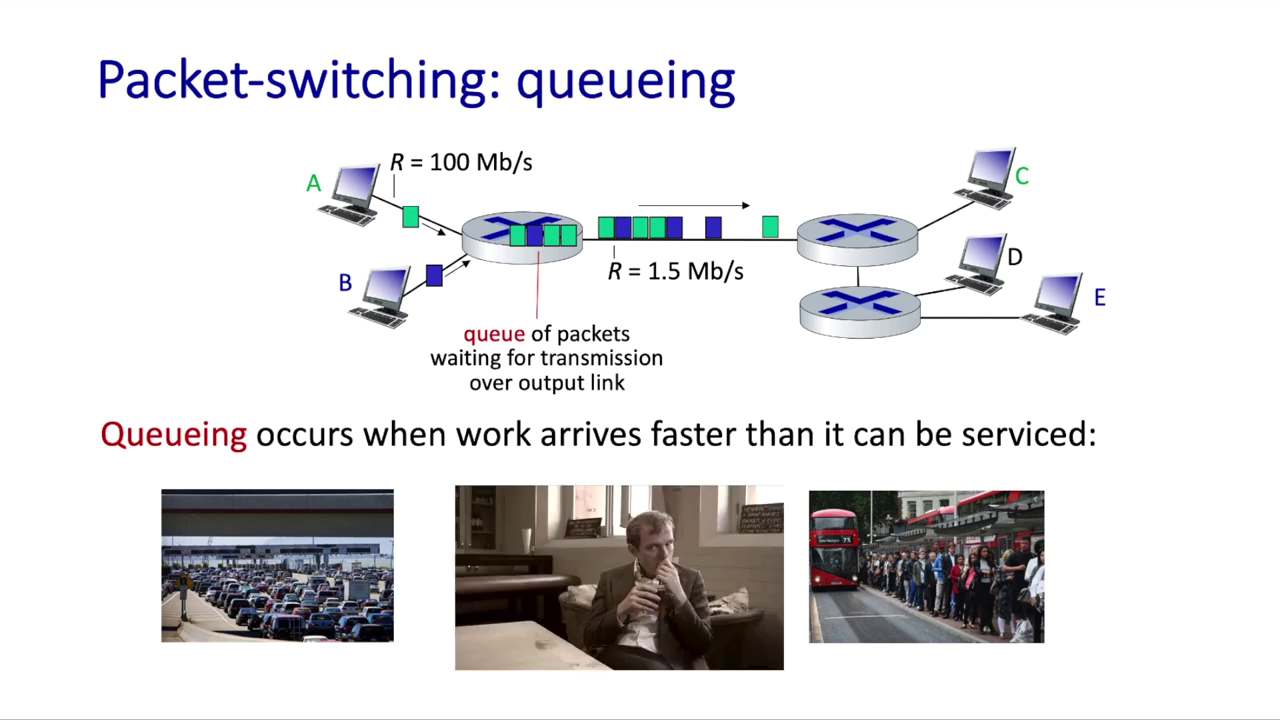 Packet-switching: queueing
A
R = 100 Mb/s
C
B
R = 1.5 Mb/s
D
E
queue of packets
waiting for transmission
over output link
Queueing occurs when work arrives faster than it can be serviced:
73